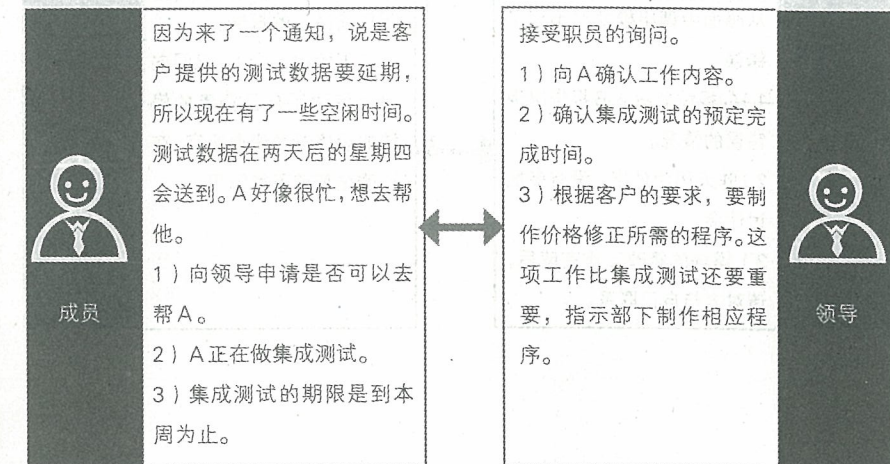 因为来了一个通知，说是客
户提供的测试数据要延期，
所以现在有了一些空闲时间。
测试数据在两天后的星期四
会送到。A好像很忙，想去帮
他。
1）向领导申请是否可以去
帮A。
2）A正在做集成测试。
3）集成测试的期限是到本
周为止。
成员
接受职员的询问。
1）向A确认工作内容。
2）确认集成测试的预定完
成时间。
3）根据客户的要求，要制
作价格修正所需的程序。这
项工作比集成测试还要重
要，指示部下制作相应程
序。
领导